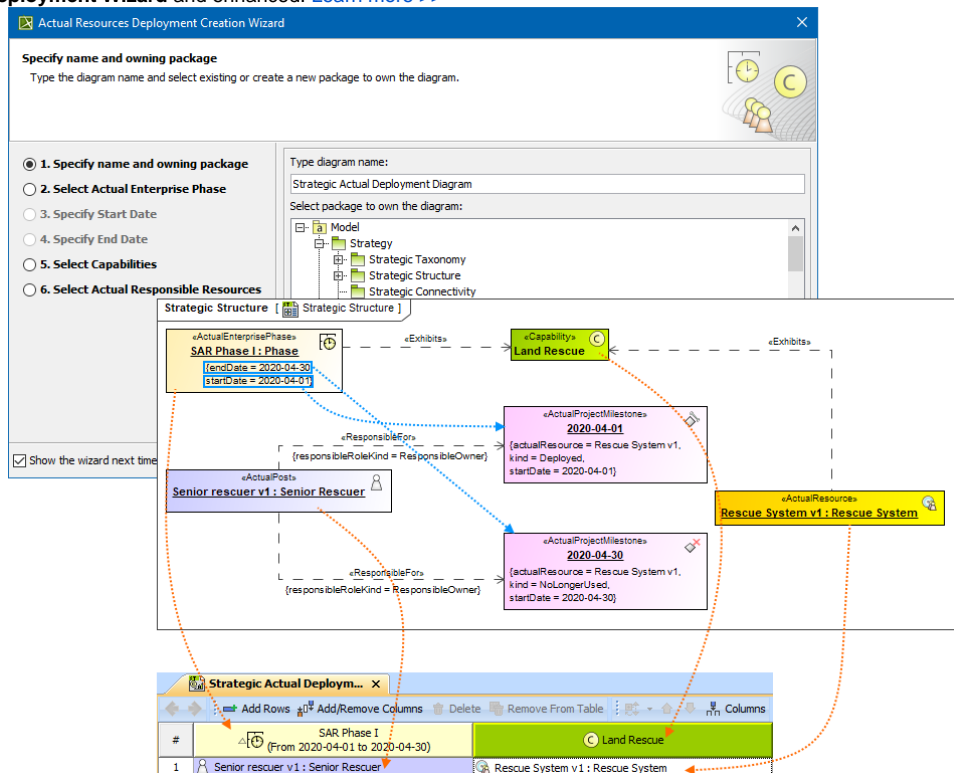 Deployment Wizard and enhanced. Learn more >>
Actual Resources Deployment Creation Wizard
Specify name and owning package
Type the diagram name and select existing or create a new package to own the diagram.
C
1. Specify name and owning package
2. Select Actual Enterprise Phase
3. Specify Start Date
4. Specify End Date
5. Select Capabilities
6. Select Actual Responsible Resources
Type diagram name:
Strategic Actual Deployment Diagram
Select package to own the diagram:
a Model
Strategy
Strategic Taxonomy
Strategic Structure
Strategic Connectivity
Show the wizard next time
Strategic Structure [ Strategic Structure ]
«ActualEnterprisePhase»
SAR Phase I : Phase
{endDate = 2020-04-30
startDate = 2020-04-01}
«Exhibits»
«Capability» C
Land Rescue
«Exhibits»
«ActualProjectMilestone»
2020-04-01
{actualResource = Rescue System v1,
kind = Deployed,
startDate = 2020-04-01}
«ResponsibleFor»
{responsibleRoleKind = ResponsibleOwner}
«ActualPost»
Senior rescuer v1 : Senior Rescuer
«ActualResource»
Rescue System v1 : Rescue System
«ActualProjectMilestone»
2020-04-30
{actualResource = Rescue System v1,
kind = NoLongerUsed,
startDate = 2020-04-30}
«ResponsibleFor»
{responsibleRoleKind = ResponsibleOwner}
Strategic Actual Deploym... ×
Add Rows Add/Remove Columns Delete Remove From Table Columns
# SAR Phase I
(From 2020-04-01 to 2020-04-30)
C Land Rescue
1 Senior rescuer v1 : Senior Rescuer Rescue System v1 : Rescue System